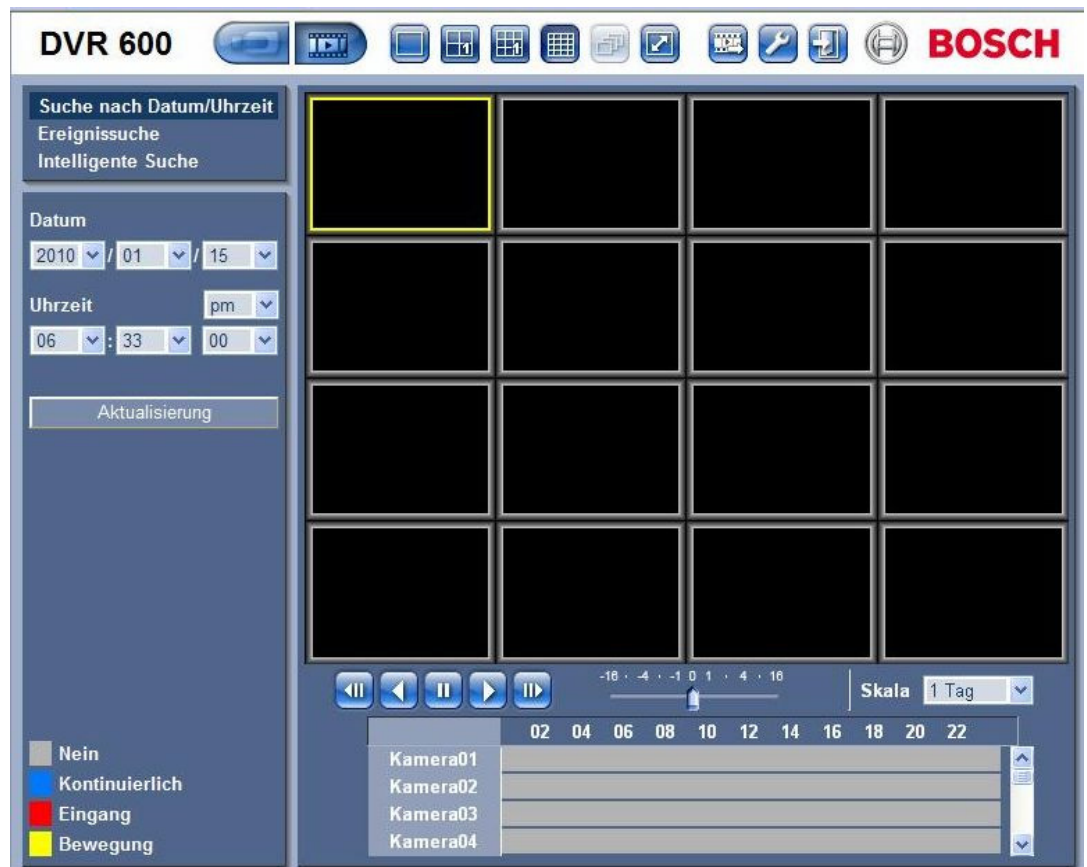 DVR 600
1
1
BOSCH
Suche nach Datum/Uhrzeit
Ereignissuche
Intelligente Suche
Datum
2010 / 01 / 15
Uhrzeit pm
06 : 33 00
Aktualisierung
-16 · -4 · -1 0 1 · 4 · 16
Skala 1 Tag
02 04 06 08 10 12 14 16 18 20 22
Kamera01
Kamera02
Kamera03
Kamera04
Nein
Kontinuierlich
Eingang
Bewegung